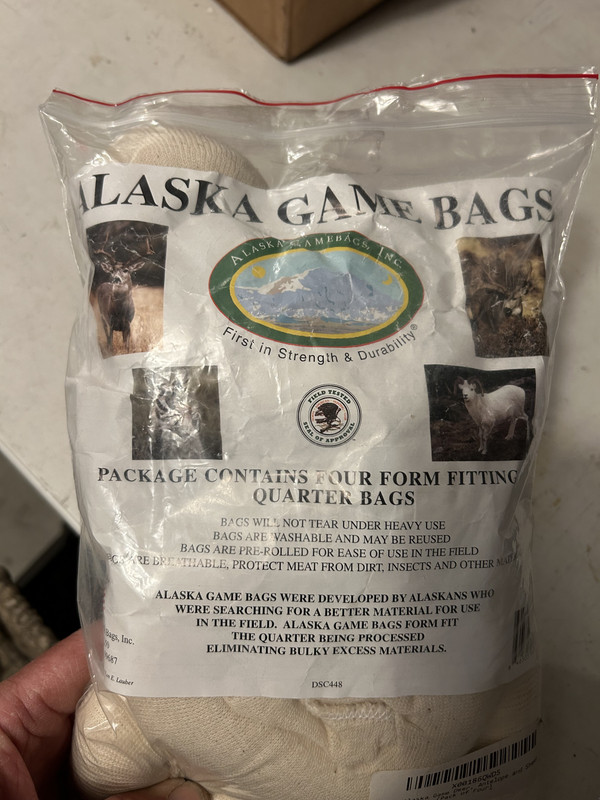 ALASKA GAME BAGS
ALASKA GAMEBAGS, INC.
First in Strength & Durability®
FIELD TESTED
SEAL OF APPROVAL
PACKAGE CONTAINS FOUR FORM FITTING
QUARTER BAGS
BAGS WILL NOT TEAR UNDER HEAVY USE
BAGS ARE WASHABLE AND MAY BE REUSED
BAGS ARE PRE-ROLLED FOR EASE OF USE IN THE FIELD
ARE BREATHABLE, PROTECT MEAT FROM DIRT, INSECTS AND OTHER
ALASKA GAME BAGS WERE DEVELOPED BY ALASKANS WHO
WERE SEARCHING FOR A BETTER MATERIAL FOR USE
IN THE FIELD. ALASKA GAME BAGS FORM FIT
THE QUARTER BEING PROCESSED
ELIMINATING BULKY EXCESS MATERIALS.
Bags, Inc.
E. Lauber
DSC448